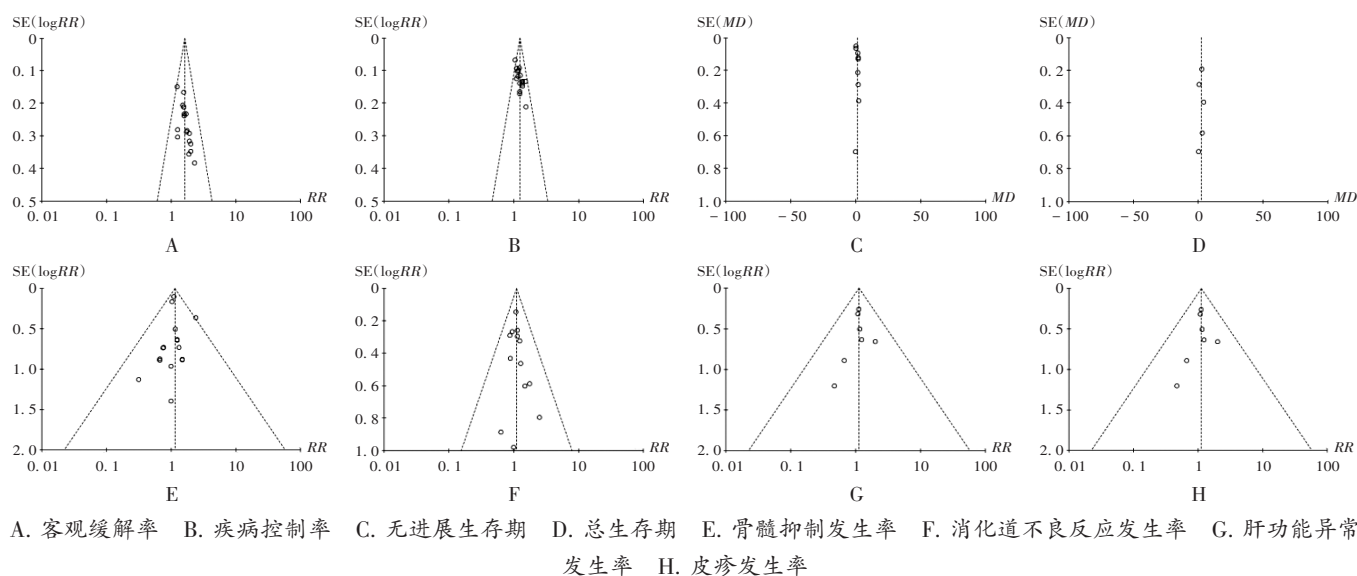 SE(logRR) SE(logRR) SE(MD) SE(MD)
0 0 0 0
0.1 0.1 0.2 0.2
0.2 0.2 0.4 0.4
0.3 0.3 0.6 0.6
0.4 0.4 0.8 0.8
0.5 RR 0.5 RR 1.0 MD 1.0 MD
0.01 0.1 1 10 100 0.01 0.1 1 10 100 -100 -50 0 50 100 -100 -50 0 50 100
A B C D
SE(logRR) SE(logRR) SE(logRR) SE(logRR)
0 0 0 0
0.5 0.2 0.5 0.5
0.4
1.0 0.6 1.0 1.0
1.5 0.8 1.5 1.5
2.0 RR 1.0 RR 2.0 RR 2.0 RR
0.01 0.1 1 10 100 0.01 0.1 1 10 100 0.01 0.1 1 10 100 0.01 0.1 1 10 100
E F G H
A. 客观缓解率 B. 疾病控制率 C. 无进展生存期 D. 总生存期 E. 骨髓抑制发生率 F. 消化道不良反应发生率 G. 肝功能异常
发生率 H. 皮疹发生率